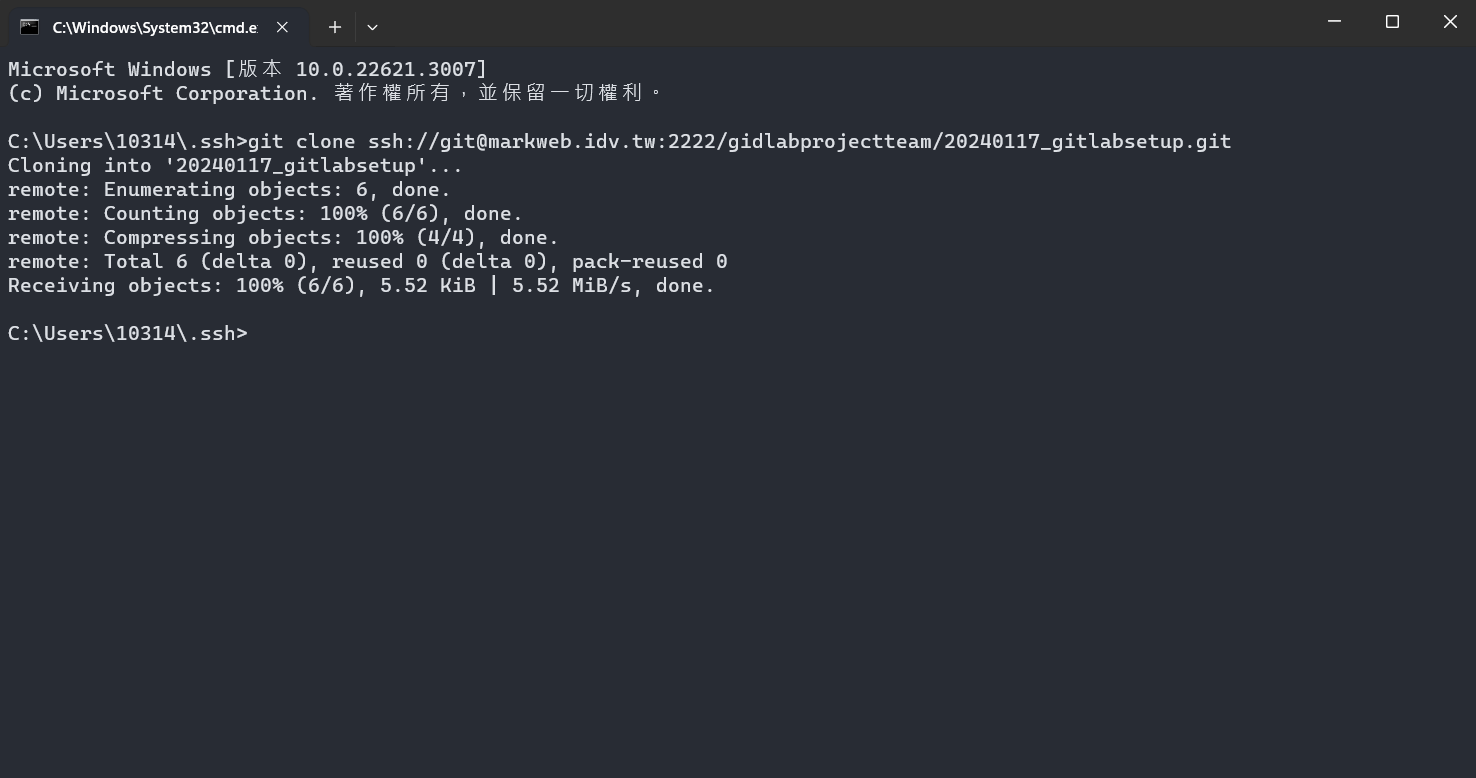 C:\Windows\System32\cmd.e
Microsoft Windows [版本 10.0.22621.3007]
(c) Microsoft Corporation. 著作權所有，並保留一切權利。
C:\Users\10314\.ssh>git clone ssh://git@markweb.idv.tw:2222/gidlabprojectteam/20240117_gitlabsetup.git
Cloning into '20240117_gitlabsetup'...
remote: Enumerating objects: 6, done.
remote: Counting objects: 100% (6/6), done.
remote: Compressing objects: 100% (4/4), done.
remote: Total 6 (delta 0), reused 0 (delta 0), pack-reused 0
Receiving objects: 100% (6/6), 5.52 KiB | 5.52 MiB/s, done.
C:\Users\10314\.ssh>